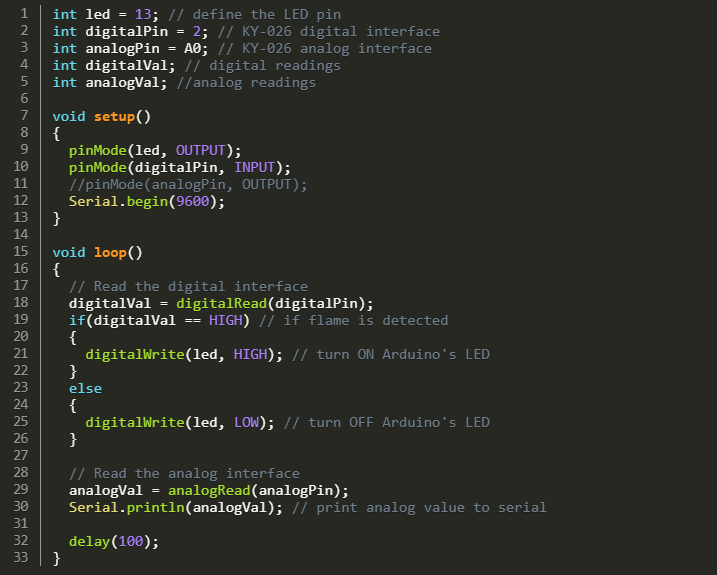 1 int led = 13; // define the LED pin
2 int digitalPin = 2; // KY-026 digital interface
3 int analogPin = A0; // KY-026 analog interface
4 int digitalVal; // digital readings
5 int analogVal; //analog readings
6
7 void setup()
8 {
9   pinMode(led, OUTPUT);
10   pinMode(digitalPin, INPUT);
11   //pinMode(analogPin, OUTPUT);
12   Serial.begin(9600);
13 }
14
15 void loop()
16 {
17   // Read the digital interface
18   digitalVal = digitalRead(digitalPin);
19   if(digitalVal == HIGH) // if flame is detected
20   {
21     digitalWrite(led, HIGH); // turn ON Arduino's LED
22   }
23   else
24   {
25     digitalWrite(led, LOW); // turn OFF Arduino's LED
26   }
27
28   // Read the analog interface
29   analogVal = analogRead(analogPin);
30   Serial.println(analogVal); // print analog value to serial
31
32   delay(100);
33 }